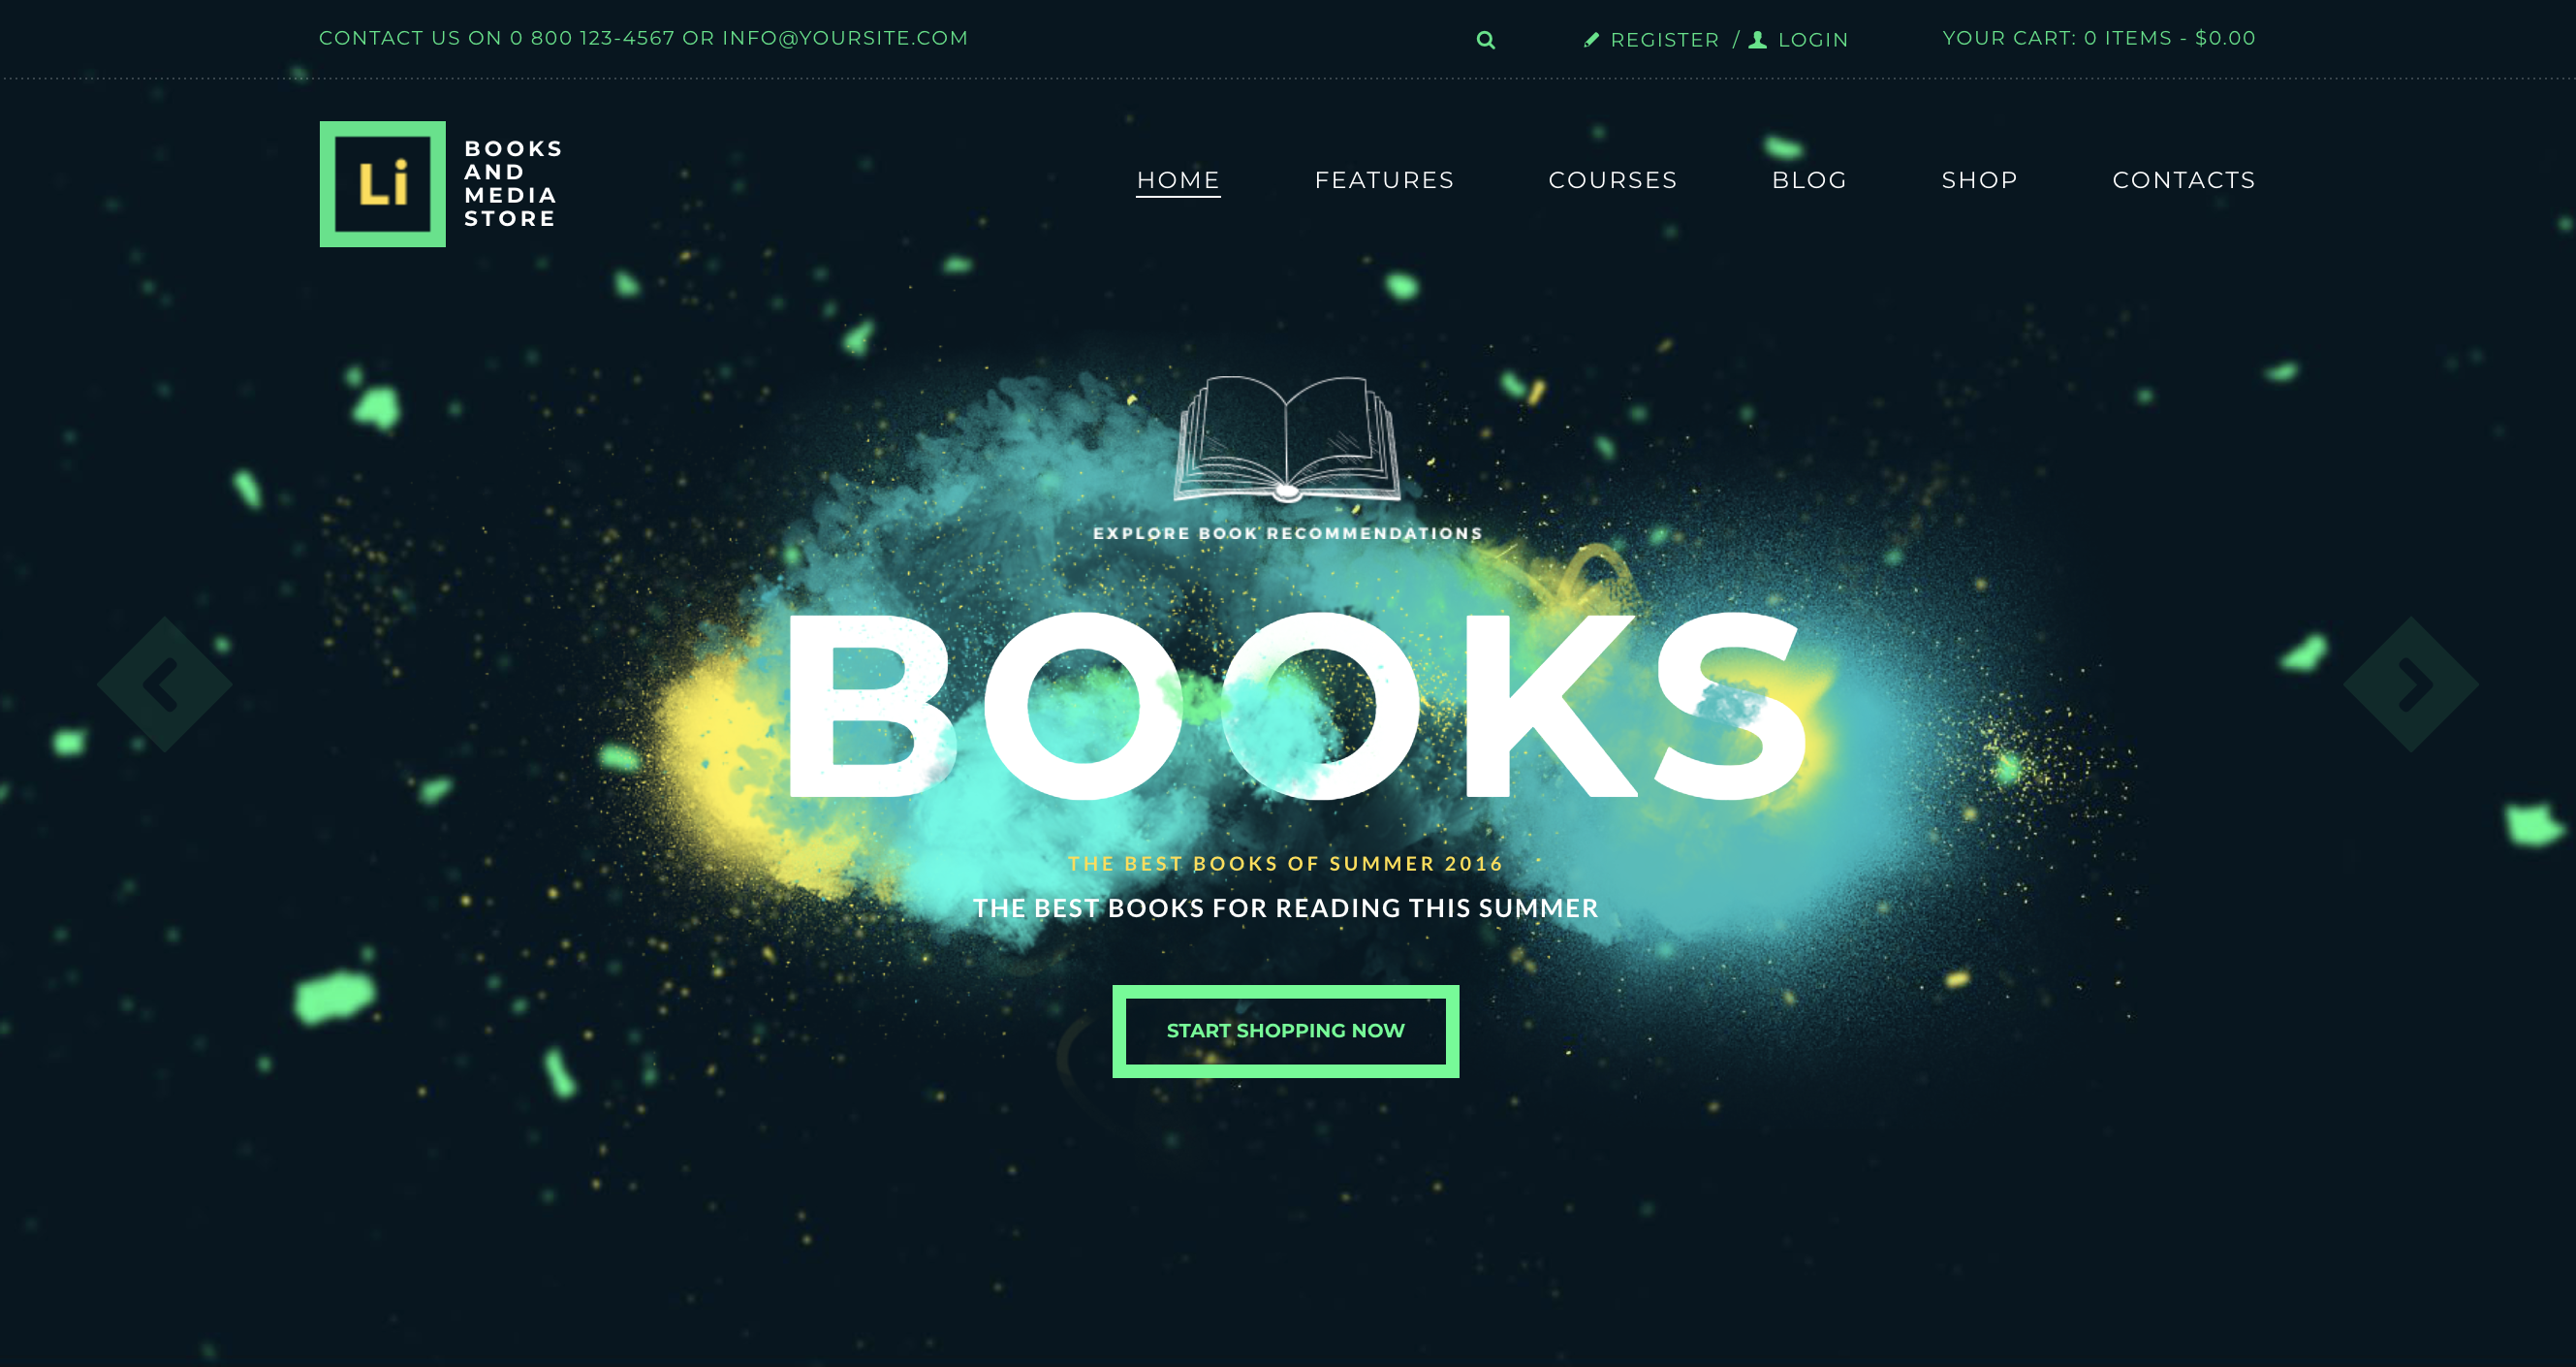 CONTACT US ON 0 800 123-4567 OR INFO@YOURSITE.COM
REGISTER / LOGIN
YOUR CART: 0 ITEMS - $0.00
Li
BOOKS
AND
MEDIA
STORE
HOME FEATURES COURSES BLOG SHOP CONTACTS
EXPLORE BOOK RECOMMENDATIONS
BOOKS
THE BEST BOOKS OF SUMMER 2016
THE BEST BOOKS FOR READING THIS SUMMER
START SHOPPING NOW